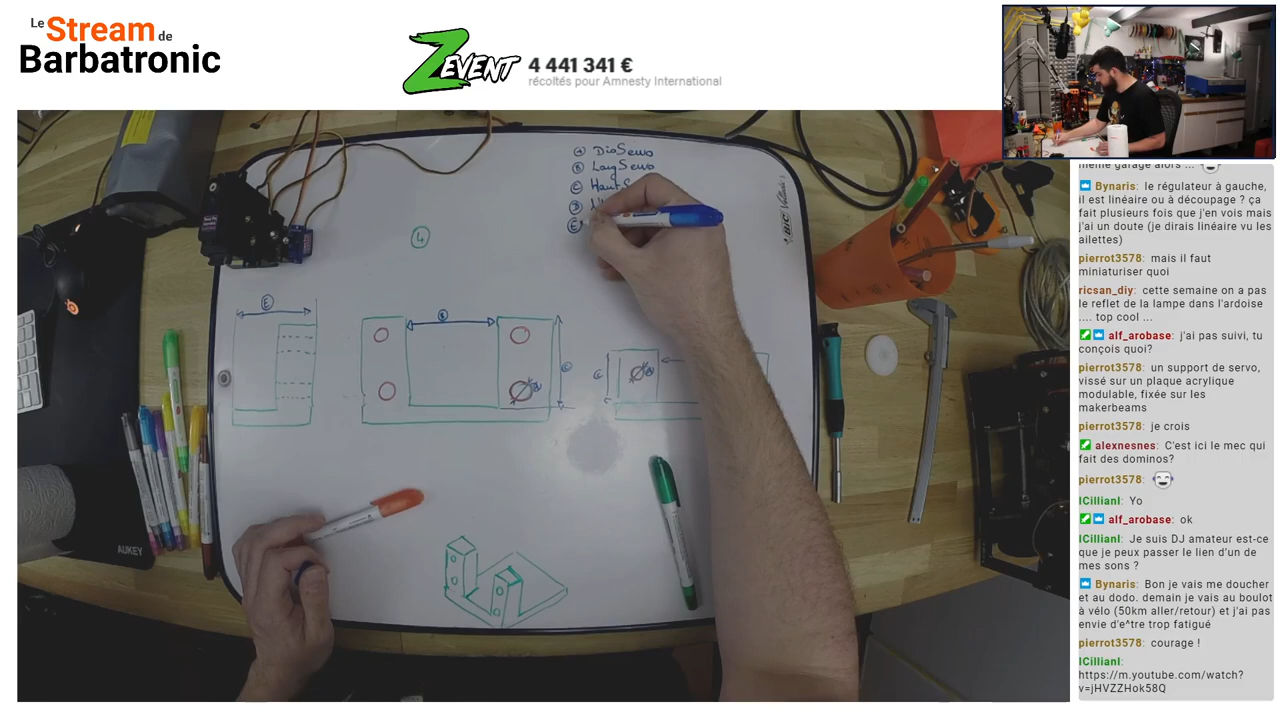 Le
Stream de
Barbatronic
ZEVENT
4 441 341 €
récoltés pour Amnesty International
A DioServo
B LargServo
C
D
E
4
E
B
C
AUKEY
BIC Velleda
même garage alors ...
Bynaris: le régulateur à gauche,
il est linéaire ou à découpage ? ça
fait plusieurs fois que j'en vois mais
j'ai un doute (je dirais linéaire vu les
ailettes)
pierrot3578: mais il faut
miniaturiser quoi
ricsan_diy: cette semaine on a pas
le reflet de la lampe dans l'ardoise
.... top cool ...
alf_arobase: j'ai pas suivi, tu
conçois quoi?
pierrot3578: un support de servo,
vissé sur un plaque acrylique
modulable, fixée sur les
makerbeams
pierrot3578: je crois
alexnesnes: C'est ici le mec qui
fait des dominos?
pierrot3578:
ICillianI: Yo
alf_arobase: ok
ICillianI: Je suis DJ amateur est-ce
que je peux passer le lien d'un de
mes sons ?
Bynaris: Bon je vais me doucher
et au dodo. demain je vais au boulot
à vélo (50km aller/retour) et j'ai pas
envie d'e^tre trop fatigué
pierrot3578: courage !
ICillianI:
https://m.youtube.com/watch?
v=jHVZZHok58Q